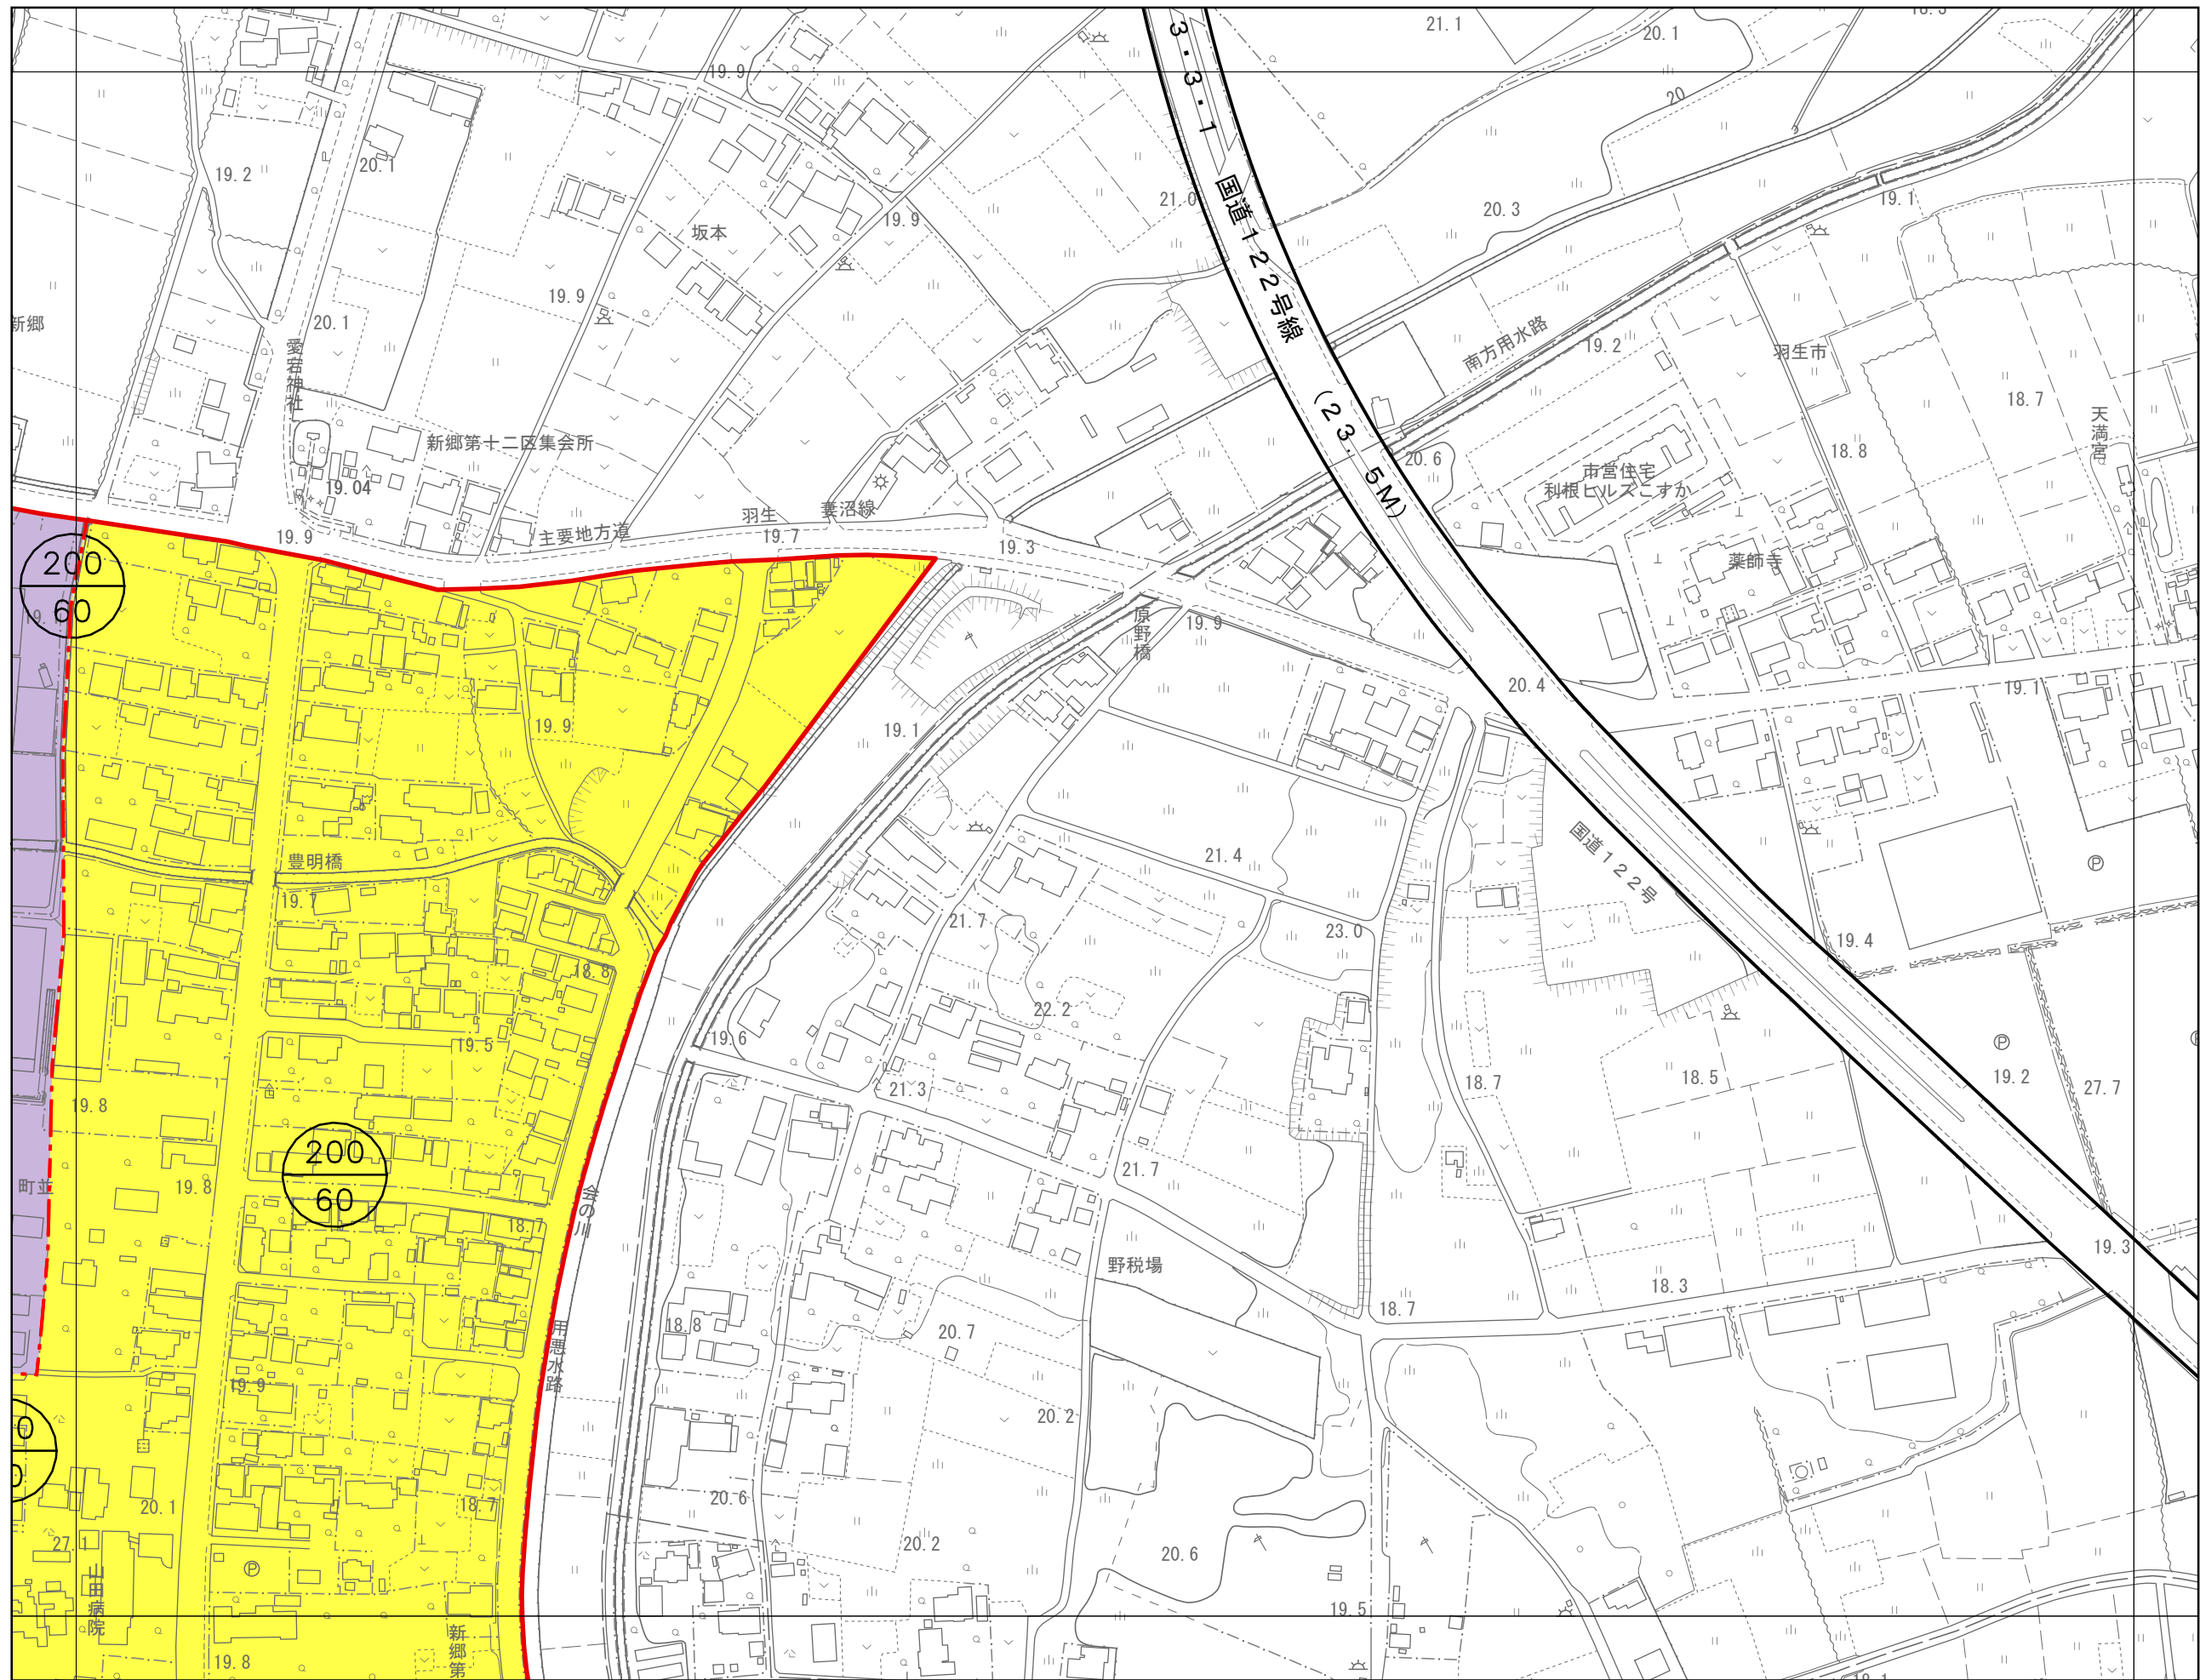 3・3・1
国道122号線
(23.5M)
21.1
20.1
19.9
20
19.2
20.1
坂本
19.9
21.0
20.3
19.1
新郷
20.1
19.9
愛宕神社
南方用水路
19.2
羽生市
18.7
天満宮
新郷第十二区集会所
19.04
20.6
市営住宅
利根ヒルズこすか
18.8
19.9
主要地方道
羽生
妻沼線
19.7
19.3
薬師寺
200
60
原野橋
19.9
20.4
19.1
19.9
19.1
豊明橋
19.7
21.4
国道122号
21.7
23.0
19.4
18.8
22.2
19.6
19.5
21.3
18.7
18.5
19.2
27.7
19.8
200
60
21.7
町並
19.8
18.7
会の川
野税場
19.3
18.3
18.7
用悪水路
18.8
20.7
19.9
20.2
20.1
18.7
20.6
27.1
20.2
20.6
山田病院
19.5
新郷第
19.8
P
P
P